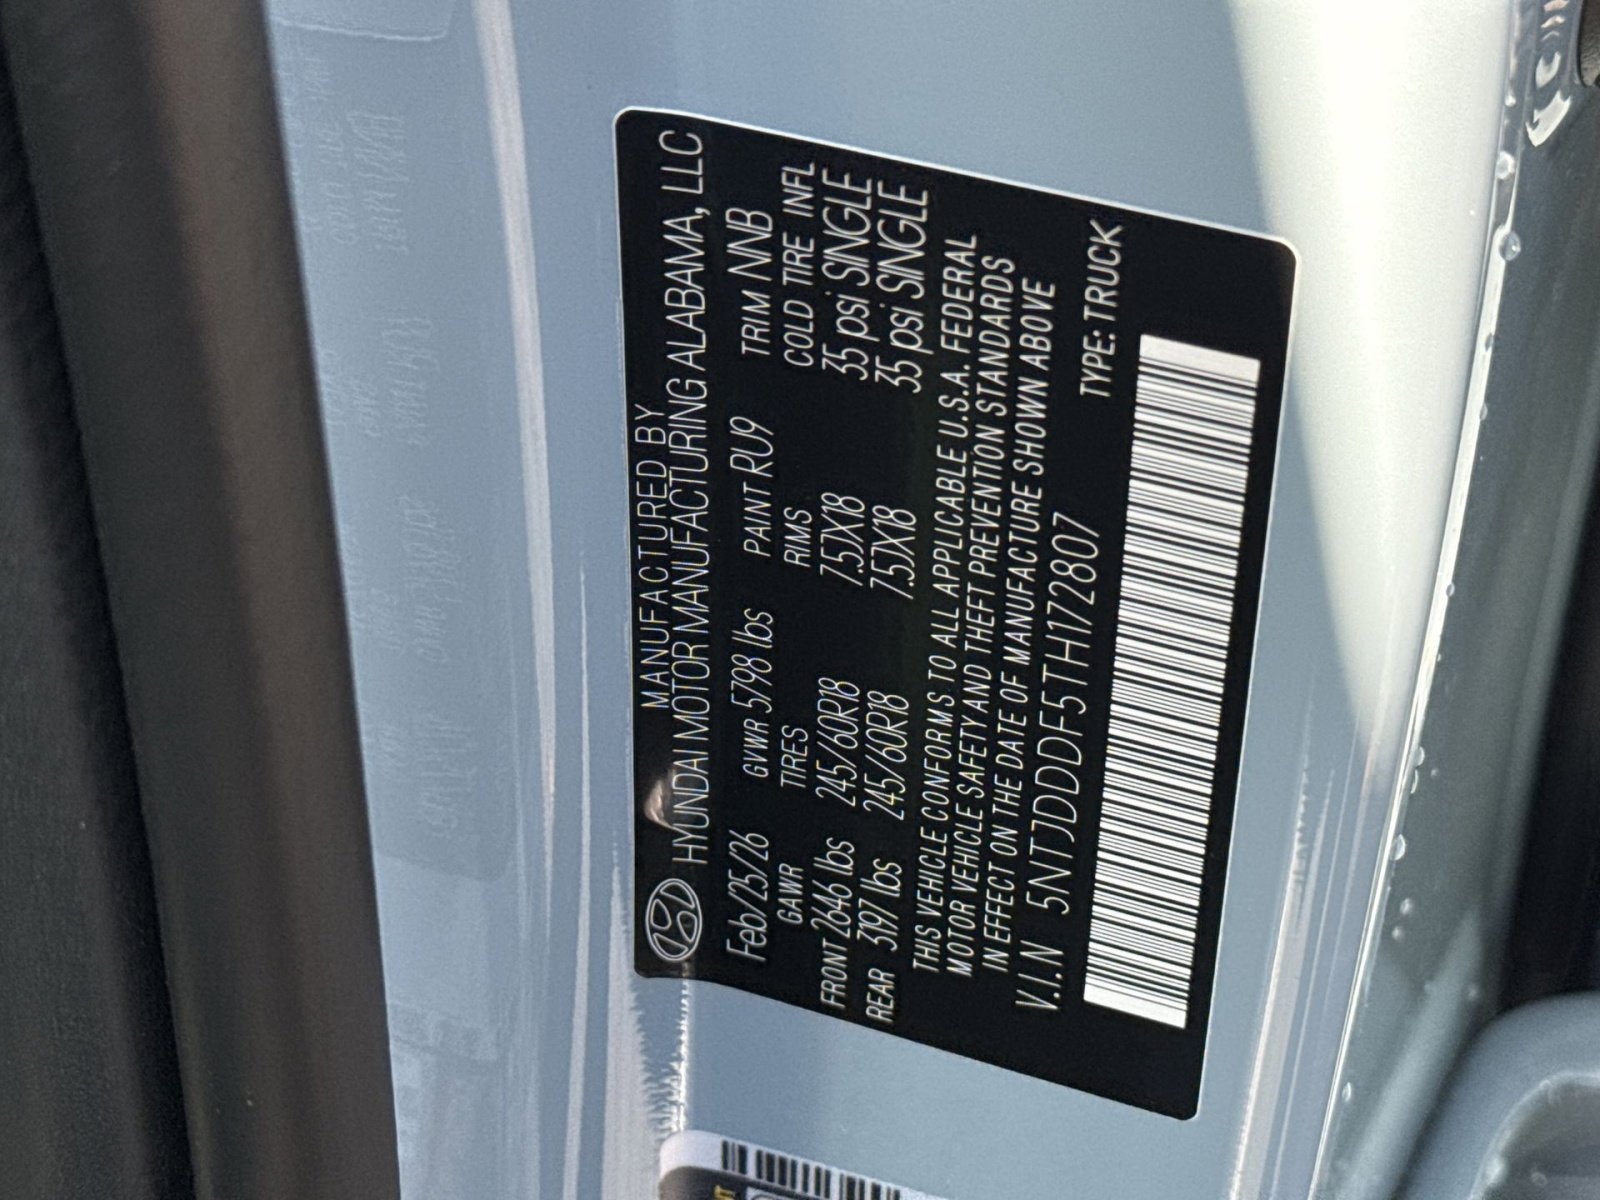 MANUFACTURED BY
HYUNDAI MOTOR MANUFACTURING ALABAMA, LLC
Feb/25/26 GVWR 5798 lbs PAINT RU9 TRIM NNB
GAWR TIRES RIMS COLD TIRE INFL
FRONT 2646 lbs 245/60R18 7.5JX18 35 psi SINGLE
REAR 3197 lbs 245/60R18 7.5JX18 35 psi SINGLE
THIS VEHICLE CONFORMS TO ALL APPLICABLE U.S.A. FEDERAL
MOTOR VEHICLE SAFETY AND THEFT PREVENTION STANDARDS
IN EFFECT ON THE DATE OF MANUFACTURE SHOWN ABOVE
V.I.N 5NTJDDDF5TH172807 TYPE: TRUCK